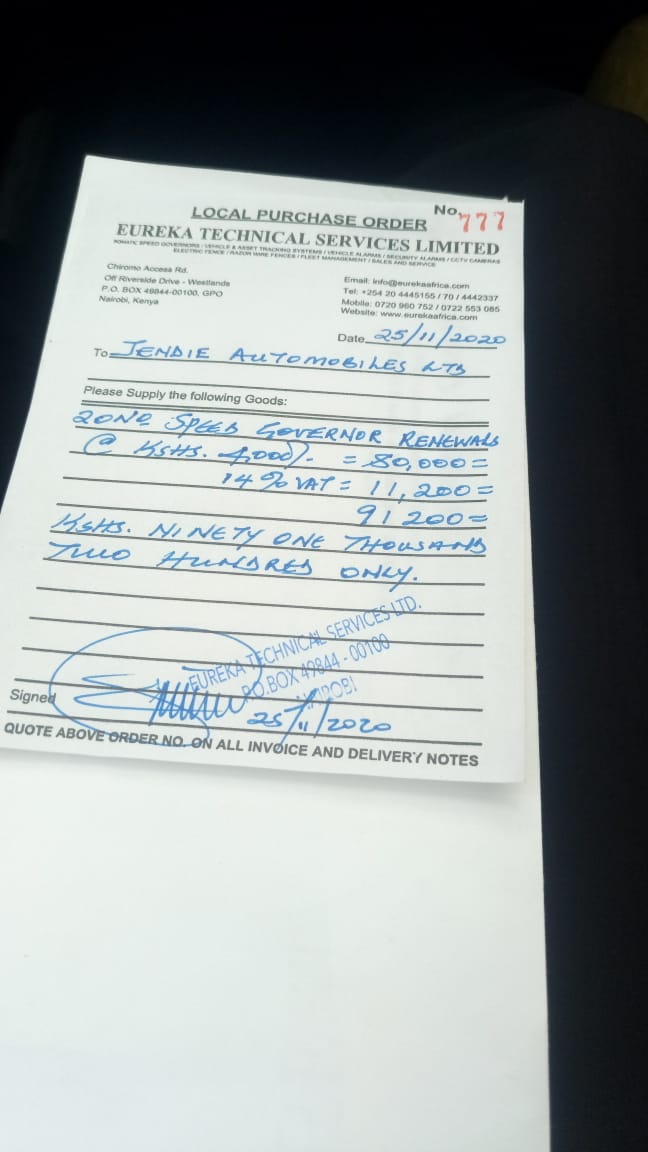 LOCAL PURCHASE ORDER
No. 777
EUREKA TECHNICAL SERVICES LIMITED
SPEED GOVERNORS / VEHICLE & ASSET TRACKING SYSTEMS / VEHICLE ALARMS / SECURITY ALARMS / CCTV CAMERAS
ELECTRIC FENCE / RAZOR WIRE FENCES / FLEET MANAGEMENT / SALES AND SERVICE
Chiromo Access Rd.
Off Riverside Drive - Westlands
P.O. BOX 49844-00100, GPO
Nairobi, Kenya
Email: info@eurekaafrica.com
Tel: +254 20 4445155 / 70 / 4442337
Mobile: 0720 960 752 / 0722 553 085
Website: www.eurekaafrica.com
Date 25/11/2020
To JENDIE AUTOMOBILES LTD
Please Supply the following Goods:
20NO SPEED GOVERNOR RENEWALS
@ KSHS. 4,000/. = 80,000=
14% VAT = 11,200=
91 200=
KSHS. NINETY ONE THOUSAND
TWO HUNDRED ONLY.
EUREKA TECHNICAL SERVICES LTD.
P.O.BOX 49844 - 00100
NAIROBI
Signed
25/11/2020
QUOTE ABOVE ORDER NO. ON ALL INVOICE AND DELIVERY NOTES